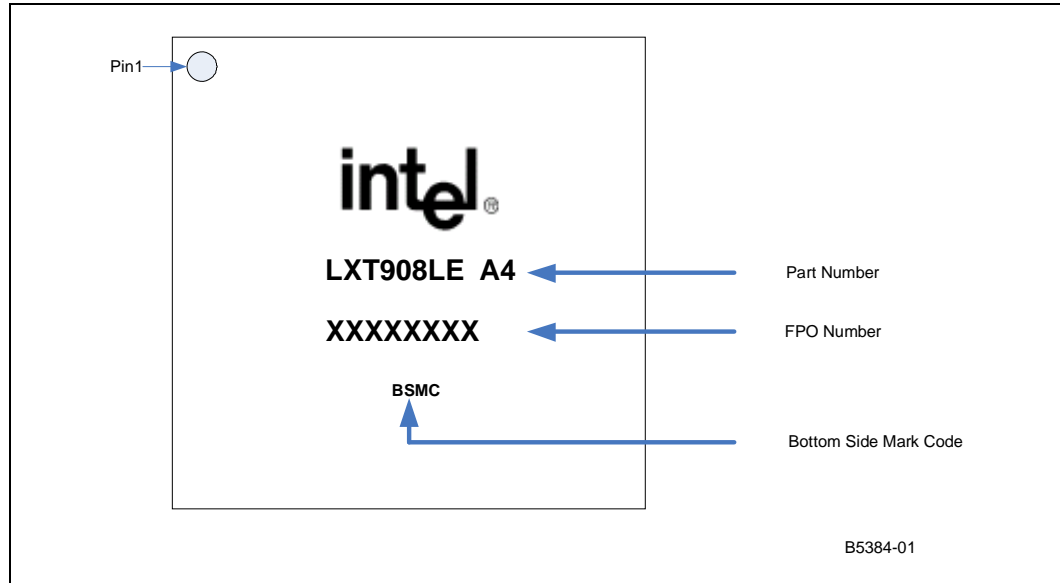 Pin1
intel®
LXT908LE A4
Part Number
XXXXXXXX
FPO Number
BSMC
Bottom Side Mark Code
B5384-01